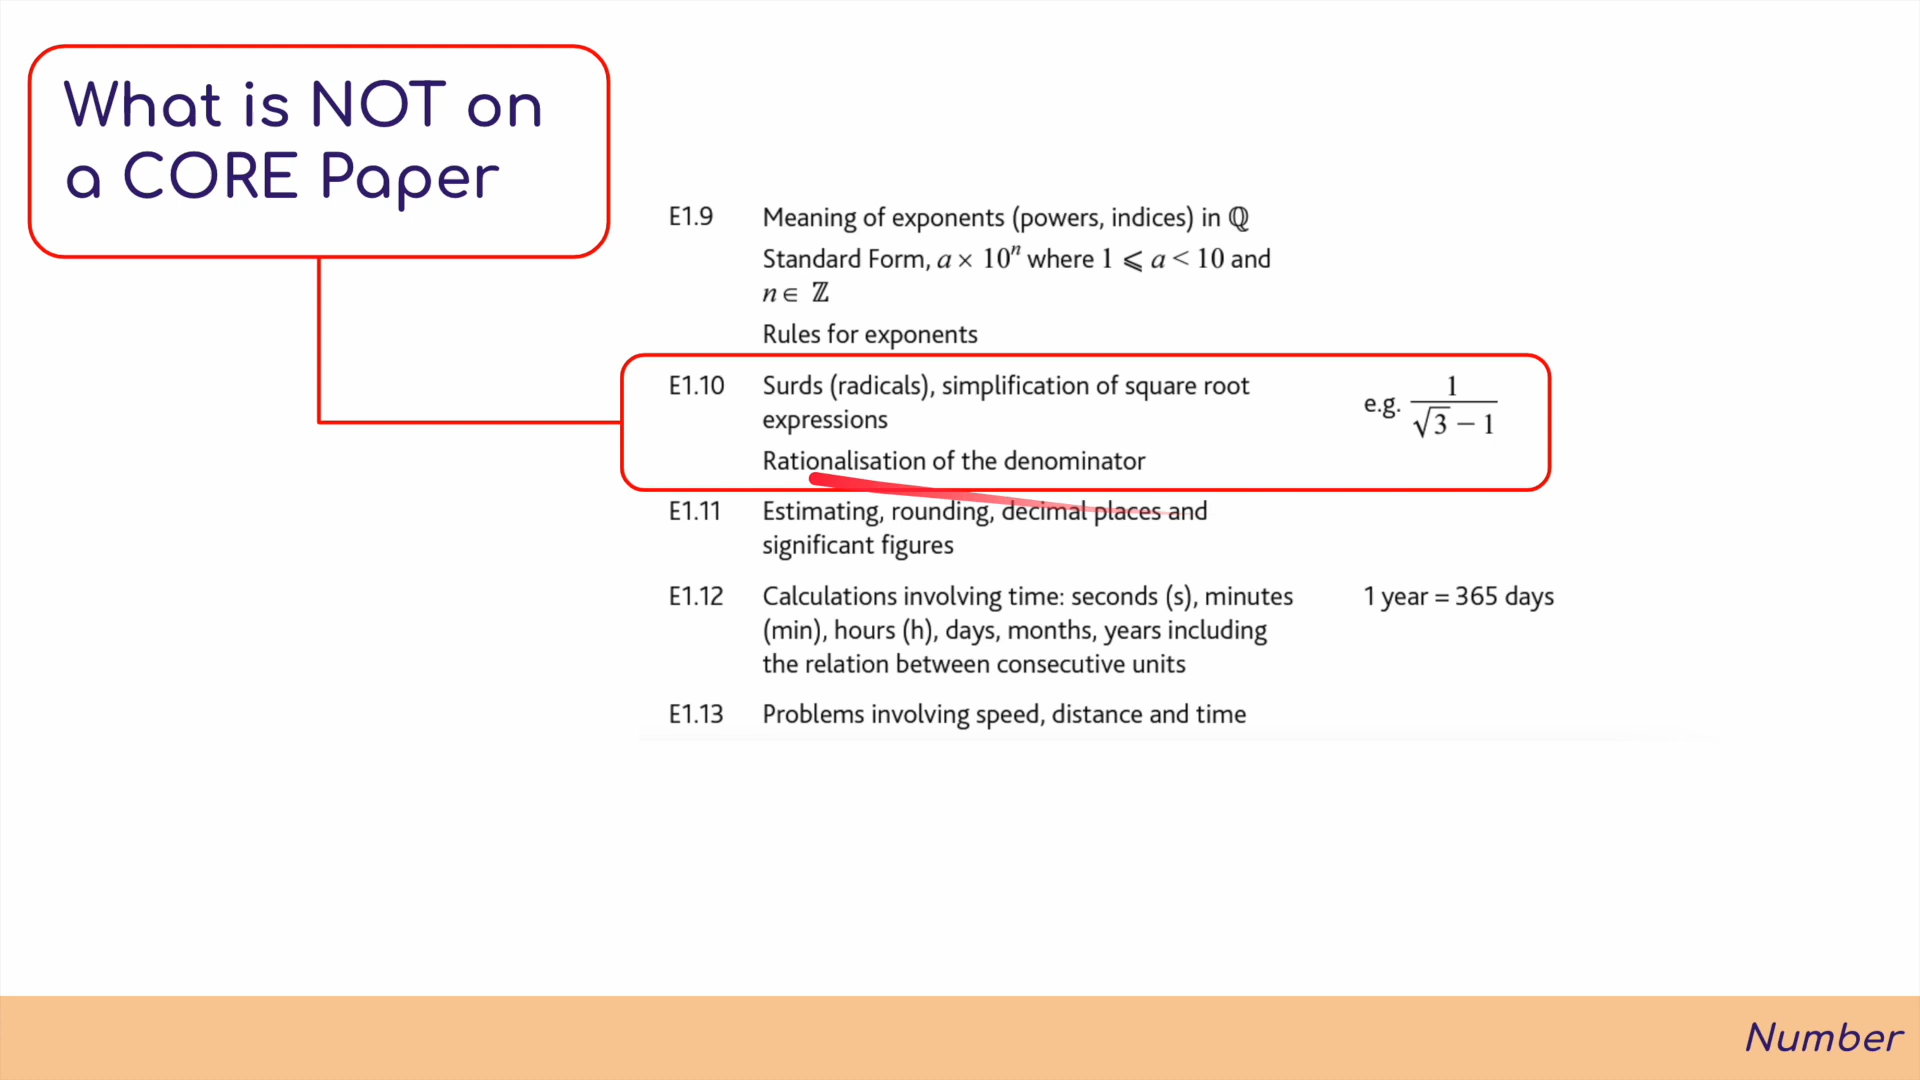 What is NOT on
a CORE Paper
E1.9 Meaning of exponents (powers, indices) in ℚ
Standard Form, a × 10ⁿ where 1 ⩽ a < 10 and
n ∈ ℤ
Rules for exponents
E1.10 Surds (radicals), simplification of square root e.g. 1/(√3 − 1)
expressions
Rationalisation of the denominator
E1.11 Estimating, rounding, decimal places and
significant figures
E1.12 Calculations involving time: seconds (s), minutes 1 year = 365 days
(min), hours (h), days, months, years including
the relation between consecutive units
E1.13 Problems involving speed, distance and time
Number